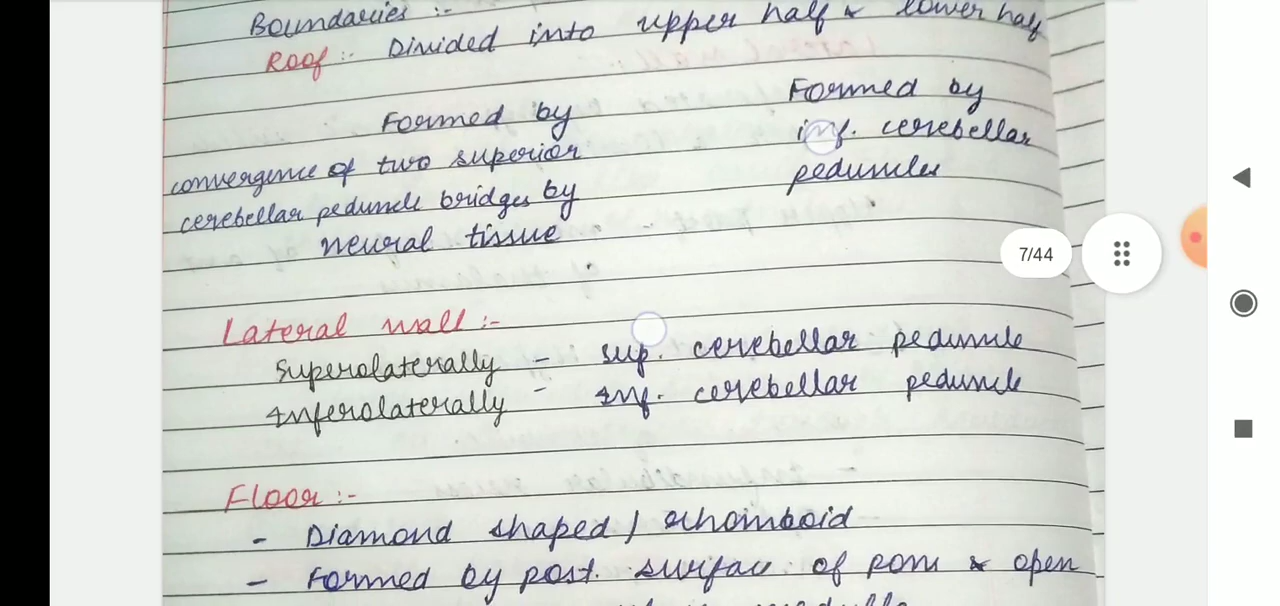 Boundaries :-
Roof :- Divided into upper half & lower half
Formed by
convergence of two superior
cerebellar peduncle bridges by
neural tissue
Formed by
inf. cerebellar
peduncles
7/44
Lateral wall :-
Superolaterally - sup. cerebellar peduncle
Inferolaterally - Inf. cerebellar peduncle
Floor :-
- Diamond shaped / rhomboid
- Formed by post. surface of pons & open
medulla